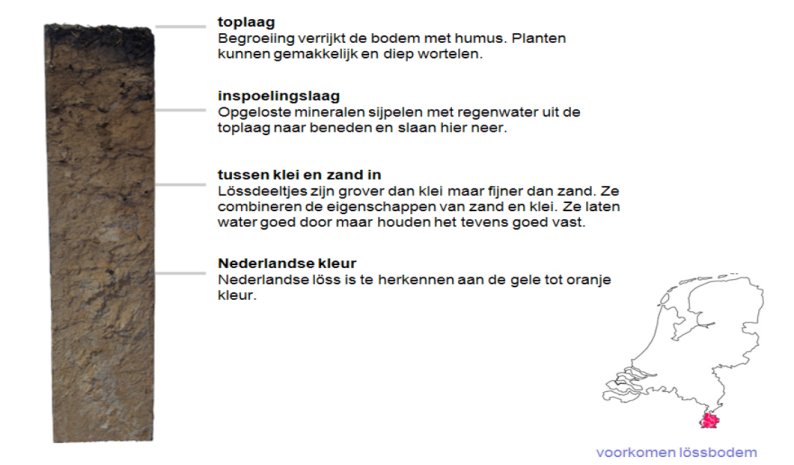 toplaag
Begroeiing verrijkt de bodem met humus. Planten
kunnen gemakkelijk en diep wortelen.
inspoelingslaag
Opgeloste mineralen sijpelen met regenwater uit de
toplaag naar beneden en slaan hier neer.
tussen klei en zand in
Lössdeeltjes zijn grover dan klei maar fijner dan zand. Ze
combineren de eigenschappen van zand en klei. Ze laten
water goed door maar houden het tevens goed vast.
Nederlandse kleur
Nederlandse löss is te herkennen aan de gele tot oranje
kleur.
voorkomen lössbodem